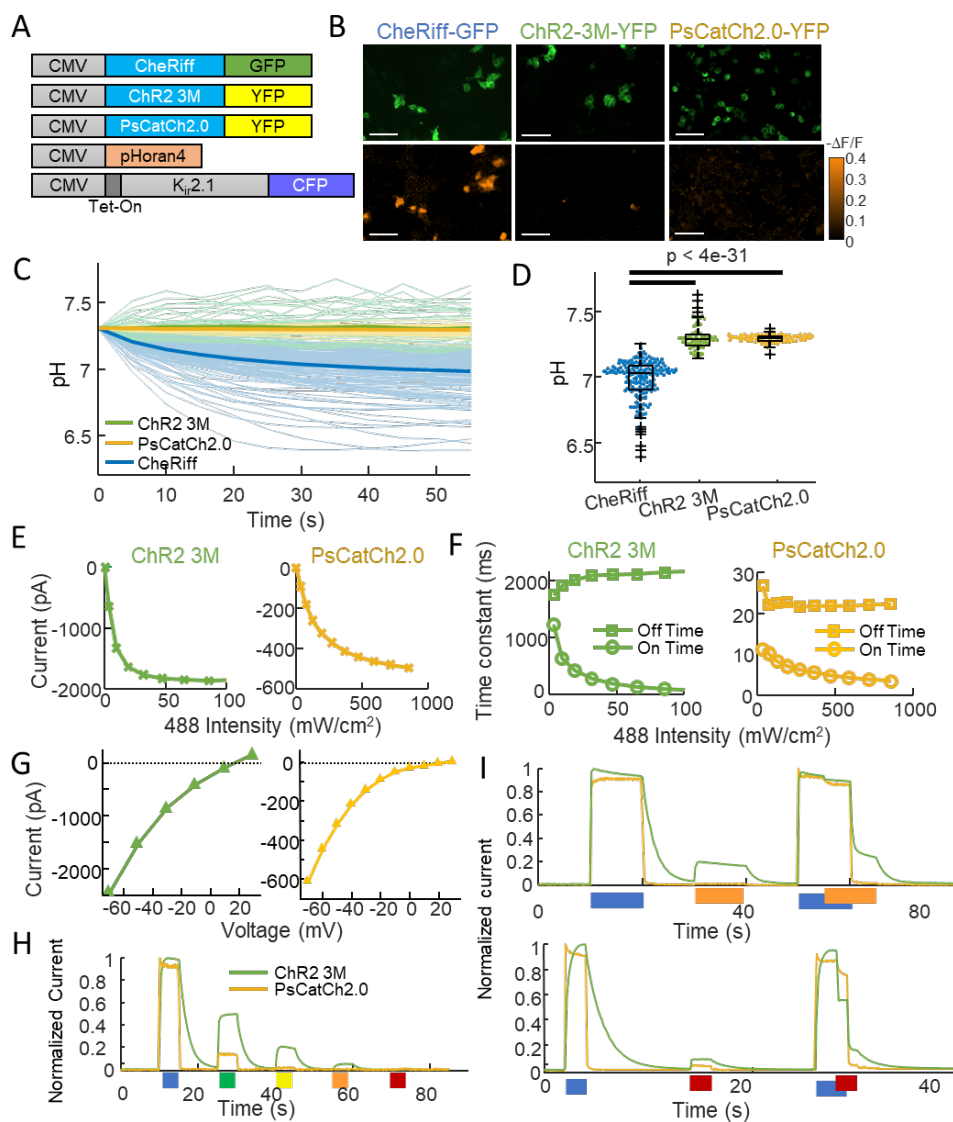 A
CMV CheRiff GFP
CMV ChR2 3M YFP
CMV PsCatCh2.0 YFP
CMV pHoran4
CMV Kir2.1 CFP
Tet-On
B
CheRiff-GFP ChR2-3M-YFP PsCatCh2.0-YFP
-ΔF/F
0.4
0.3
0.2
0.1
0
C
pH
7.5
7
6.5
ChR2 3M
PsCatCh2.0
CheRiff
0 10 20 30 40 50
Time (s)
D
p < 4e-31
pH
7.5
7
6.5
CheRiff ChR2 3M PsCatCh2.0
E
ChR2 3M PsCatCh2.0
Current (pA)
0
-1000
-2000
0 50 100
0
-200
-400
-600
0 500 1000
488 Intensity (mW/cm²)
F
ChR2 3M PsCatCh2.0
Time constant (ms)
2000
1000
0
Off Time
On Time
0 50 100
30
20
10
0
Off Time
On Time
0 500 1000
488 Intensity (mW/cm²)
G
Current (pA)
0
-1000
-2000
-60 -40 -20 0 20
0
-200
-400
-600
-60 -40 -20 0 20
Voltage (mV)
H
Normalized Current
1
0.8
0.6
0.4
0.2
ChR2 3M
PsCatCh2.0
0 20 40 60 80
Time (s)
I
Normalized current
1
0.8
0.6
0.4
0.2
0
0 40 80
Time (s)
1
0.8
0.6
0.4
0.2
0
0 20 40
Time (s)